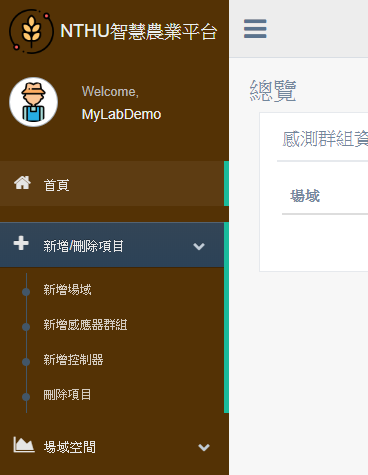 NTHU智慧農業平台
Welcome,
MyLabDemo
首頁
新增/刪除項目
新增場域
新增感應器群組
新增控制器
刪除項目
場域空間
總覽
感測群組資
場域